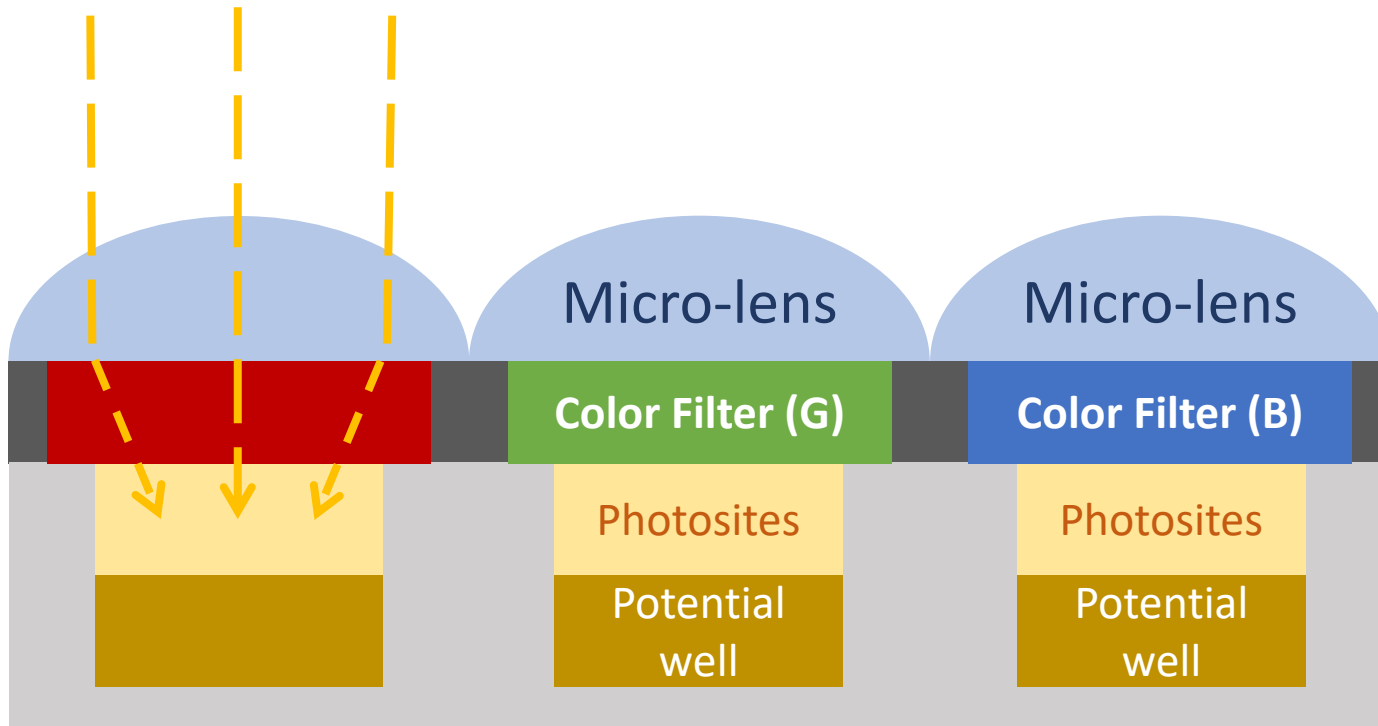 Micro-lens
Micro-lens
Color Filter (G)
Color Filter (B)
Photosites
Photosites
Potential
well
Potential
well